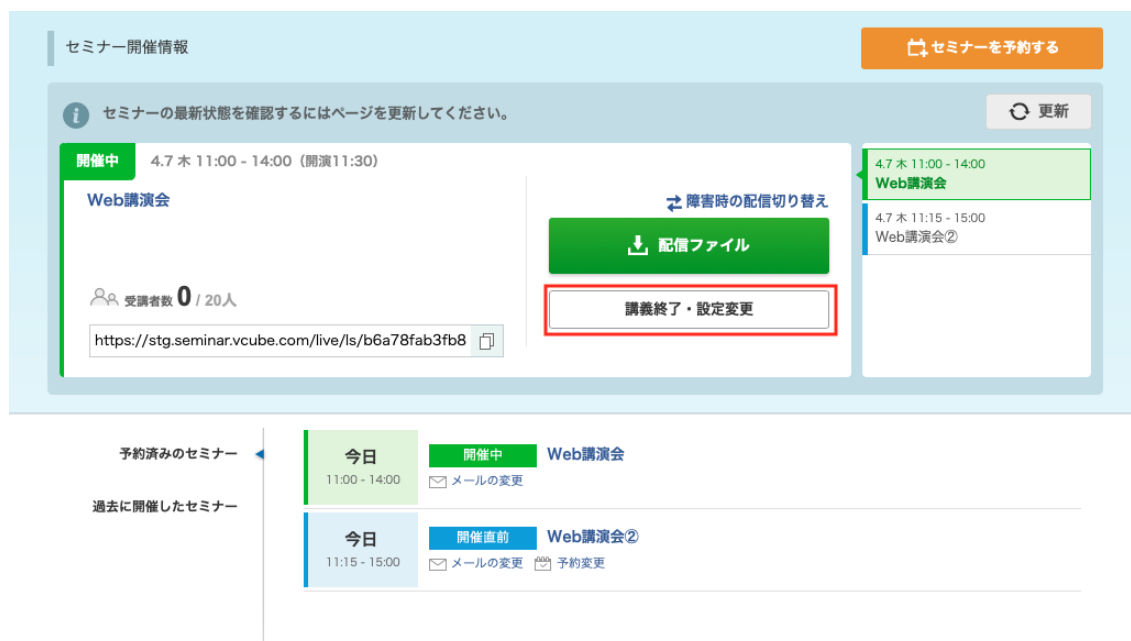 セミナー開催情報
セミナーを予約する
セミナーの最新状態を確認するにはページを更新してください。
更新
開催中
4.7 木 11:00 - 14:00（開演11:30）
Web講演会
障害時の配信切り替え
配信ファイル
受講者数 0 / 20人
講義終了・設定変更
https://stg.seminar.vcube.com/live/ls/b6a78fab3fb8
4.7 木 11:00 - 14:00
Web講演会
4.7 木 11:15 - 15:00
Web講演会②
予約済みのセミナー
過去に開催したセミナー
今日
11:00 - 14:00
開催中
Web講演会
メールの変更
今日
11:15 - 15:00
開催直前
Web講演会②
メールの変更
予約変更